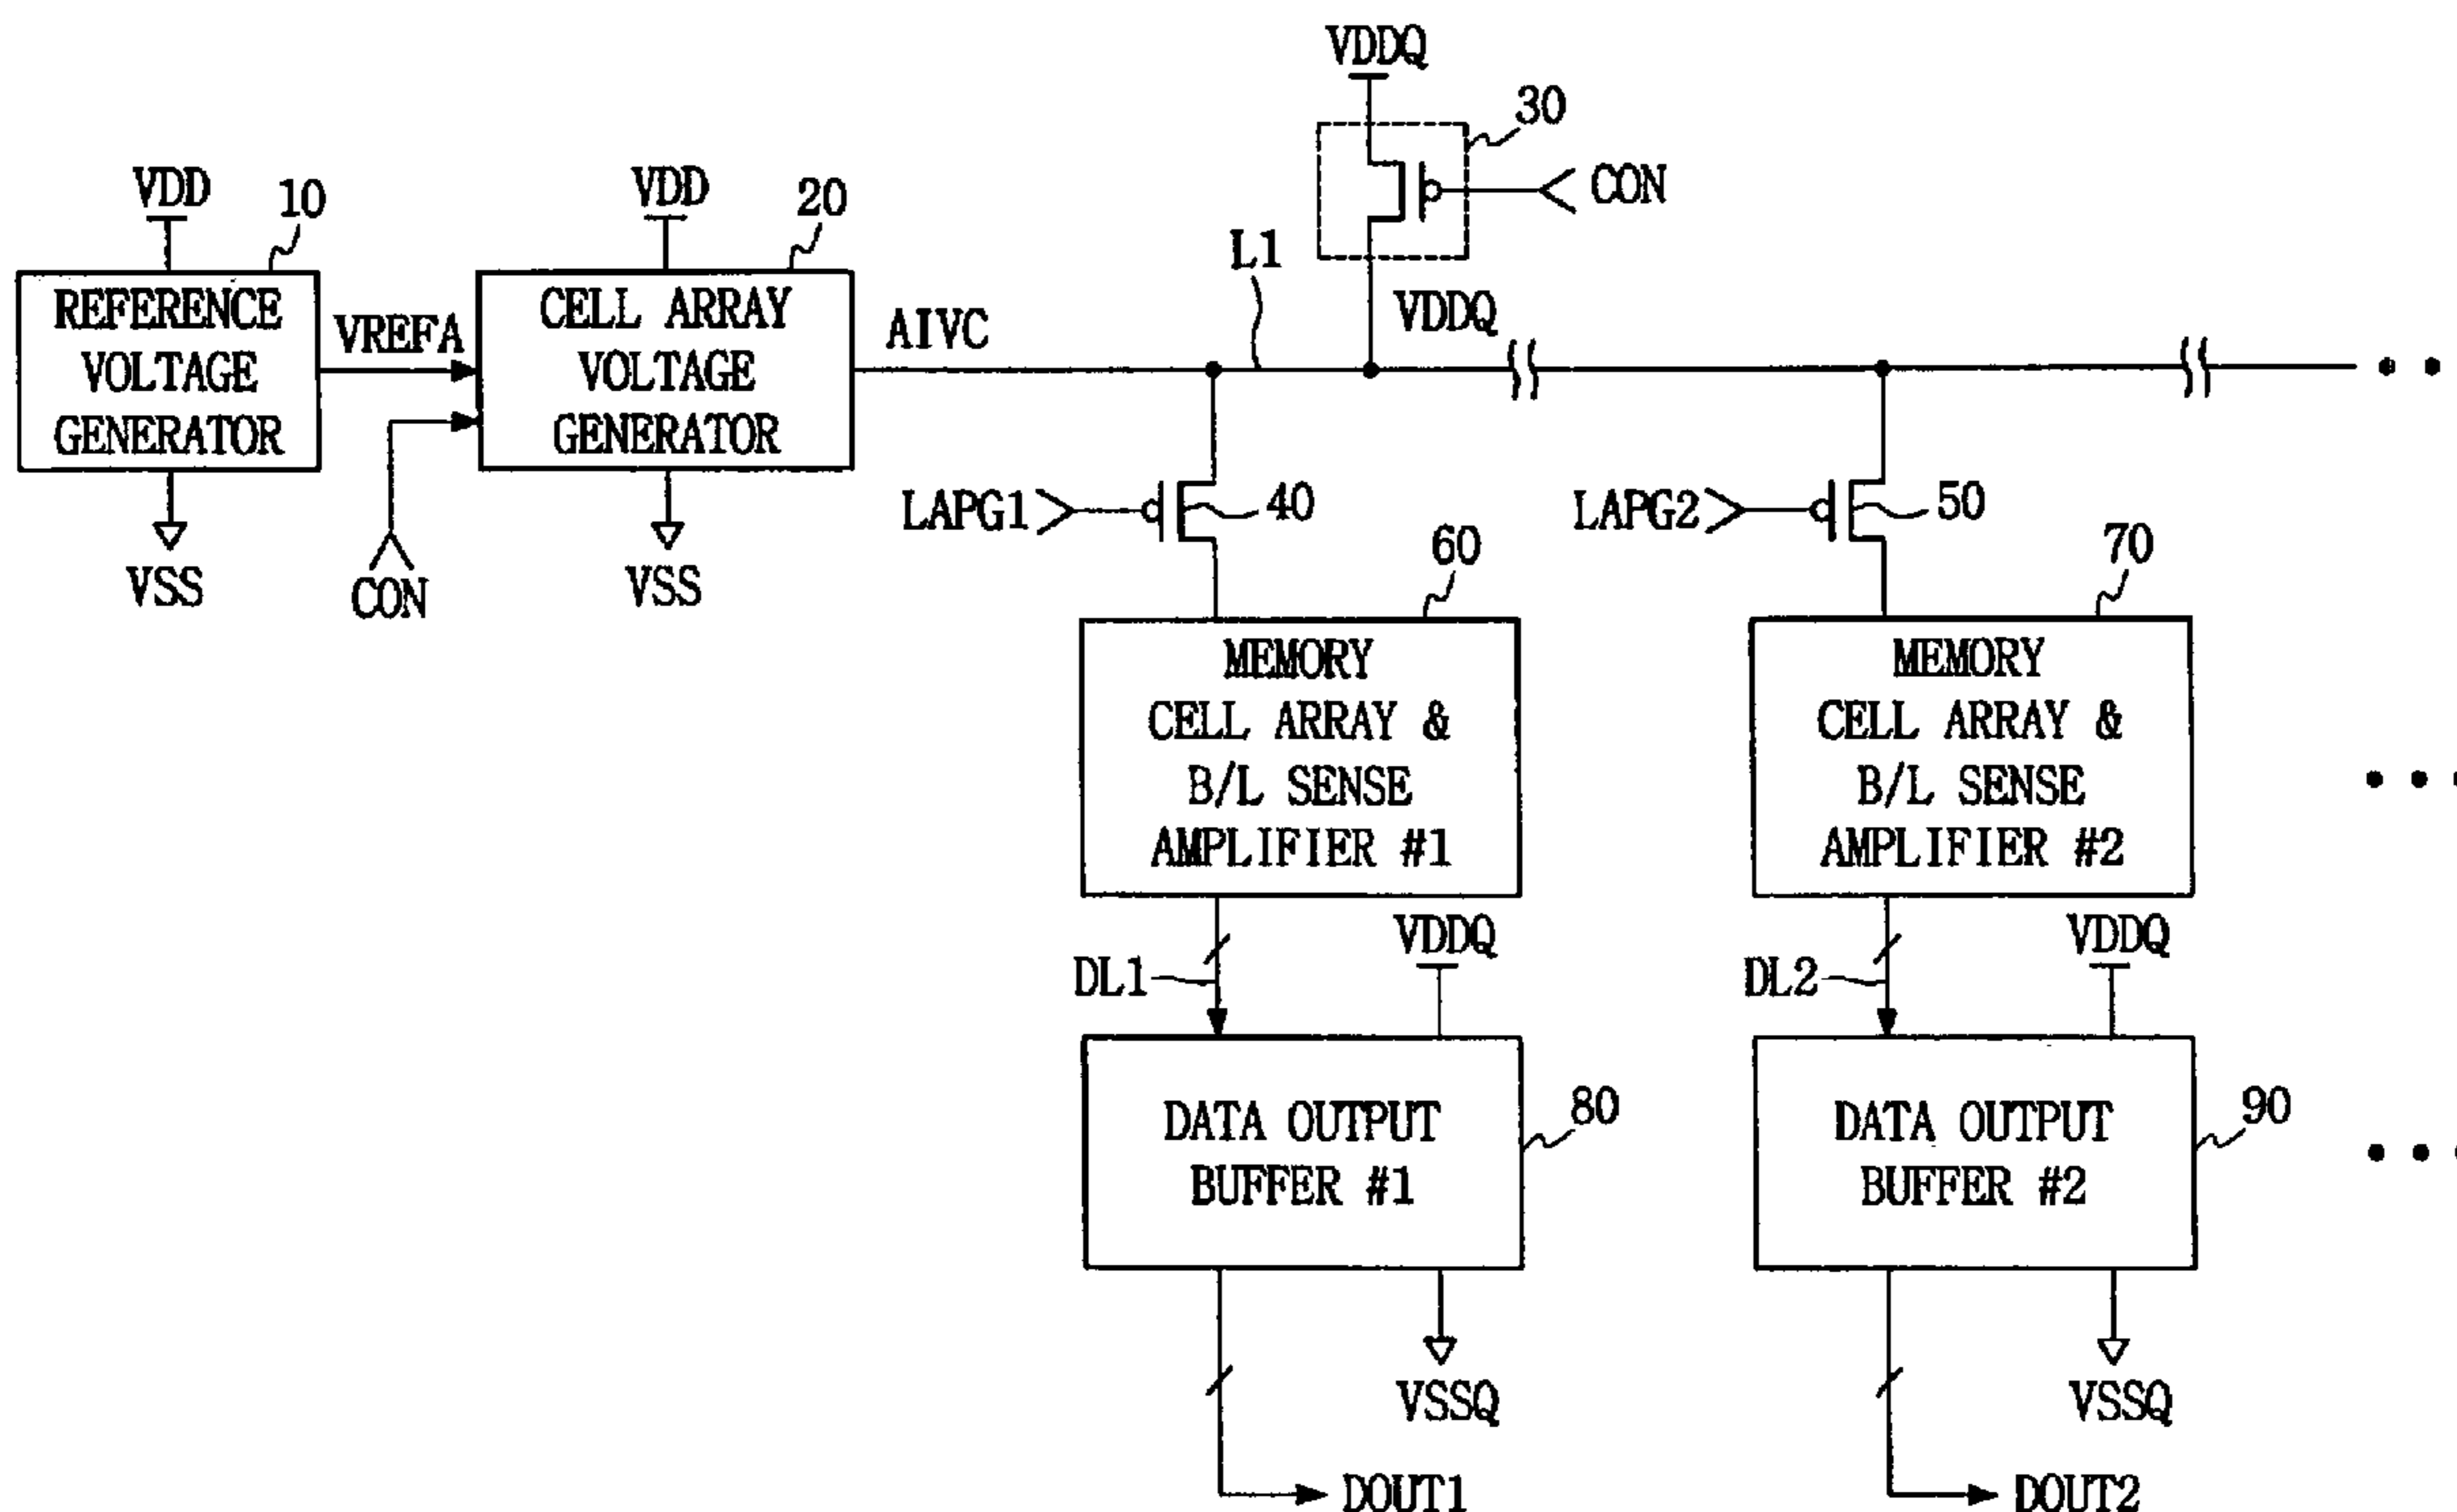 VDDQ
30
CON
VDD
10
VDD
20
L1
REFERENCE
VOLTAGE
GENERATOR
VREFA
CELL ARRAY
VOLTAGE
GENERATOR
AIVC
VDDQ
VSS
CON
VSS
LAPG1
40
LAPG2
50
60
70
MEMORY
CELL ARRAY &
B/L SENSE
AMPLIFIER #1
MEMORY
CELL ARRAY &
B/L SENSE
AMPLIFIER #2
DL1
VDDQ
DL2
VDDQ
DATA OUTPUT
BUFFER #1
80
DATA OUTPUT
BUFFER #2
90
VSSQ
VSSQ
DOUT1
DOUT2